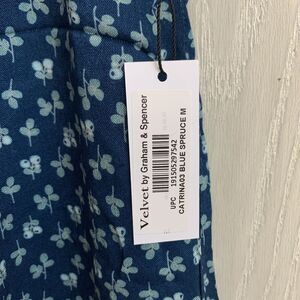 Velvet by Graham & Spencer
UPC 191505297542
CATRINA03 BLUE SPRUCE M